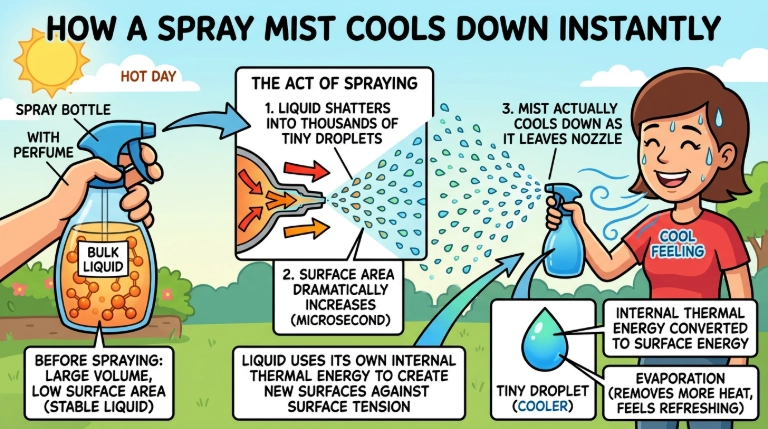 HOW A SPRAY MIST COOLS DOWN INSTANTLY
HOT DAY
SPRAY BOTTLE
WITH
PERFUME
BULK
LIQUID
BEFORE SPRAYING:
LARGE VOLUME,
LOW SURFACE AREA
(STABLE LIQUID)
THE ACT OF SPRAYING
1. LIQUID SHATTERS
INTO THOUSANDS OF
TINY DROPLETS
2. SURFACE AREA
DRAMATICALLY
INCREASES
(MICROSECOND)
LIQUID USES ITS OWN INTERNAL
THERMAL ENERGY TO CREATE
NEW SURFACES AGAINST
SURFACE TENSION
3. MIST ACTUALLY
COOLS DOWN AS
IT LEAVES NOZZLE
COOL
FEELING
TINY DROPLET
(COOLER)
INTERNAL THERMAL
ENERGY CONVERTED
TO SURFACE ENERGY
EVAPORATION
(REMOVES MORE HEAT,
FEELS REFRESHING)